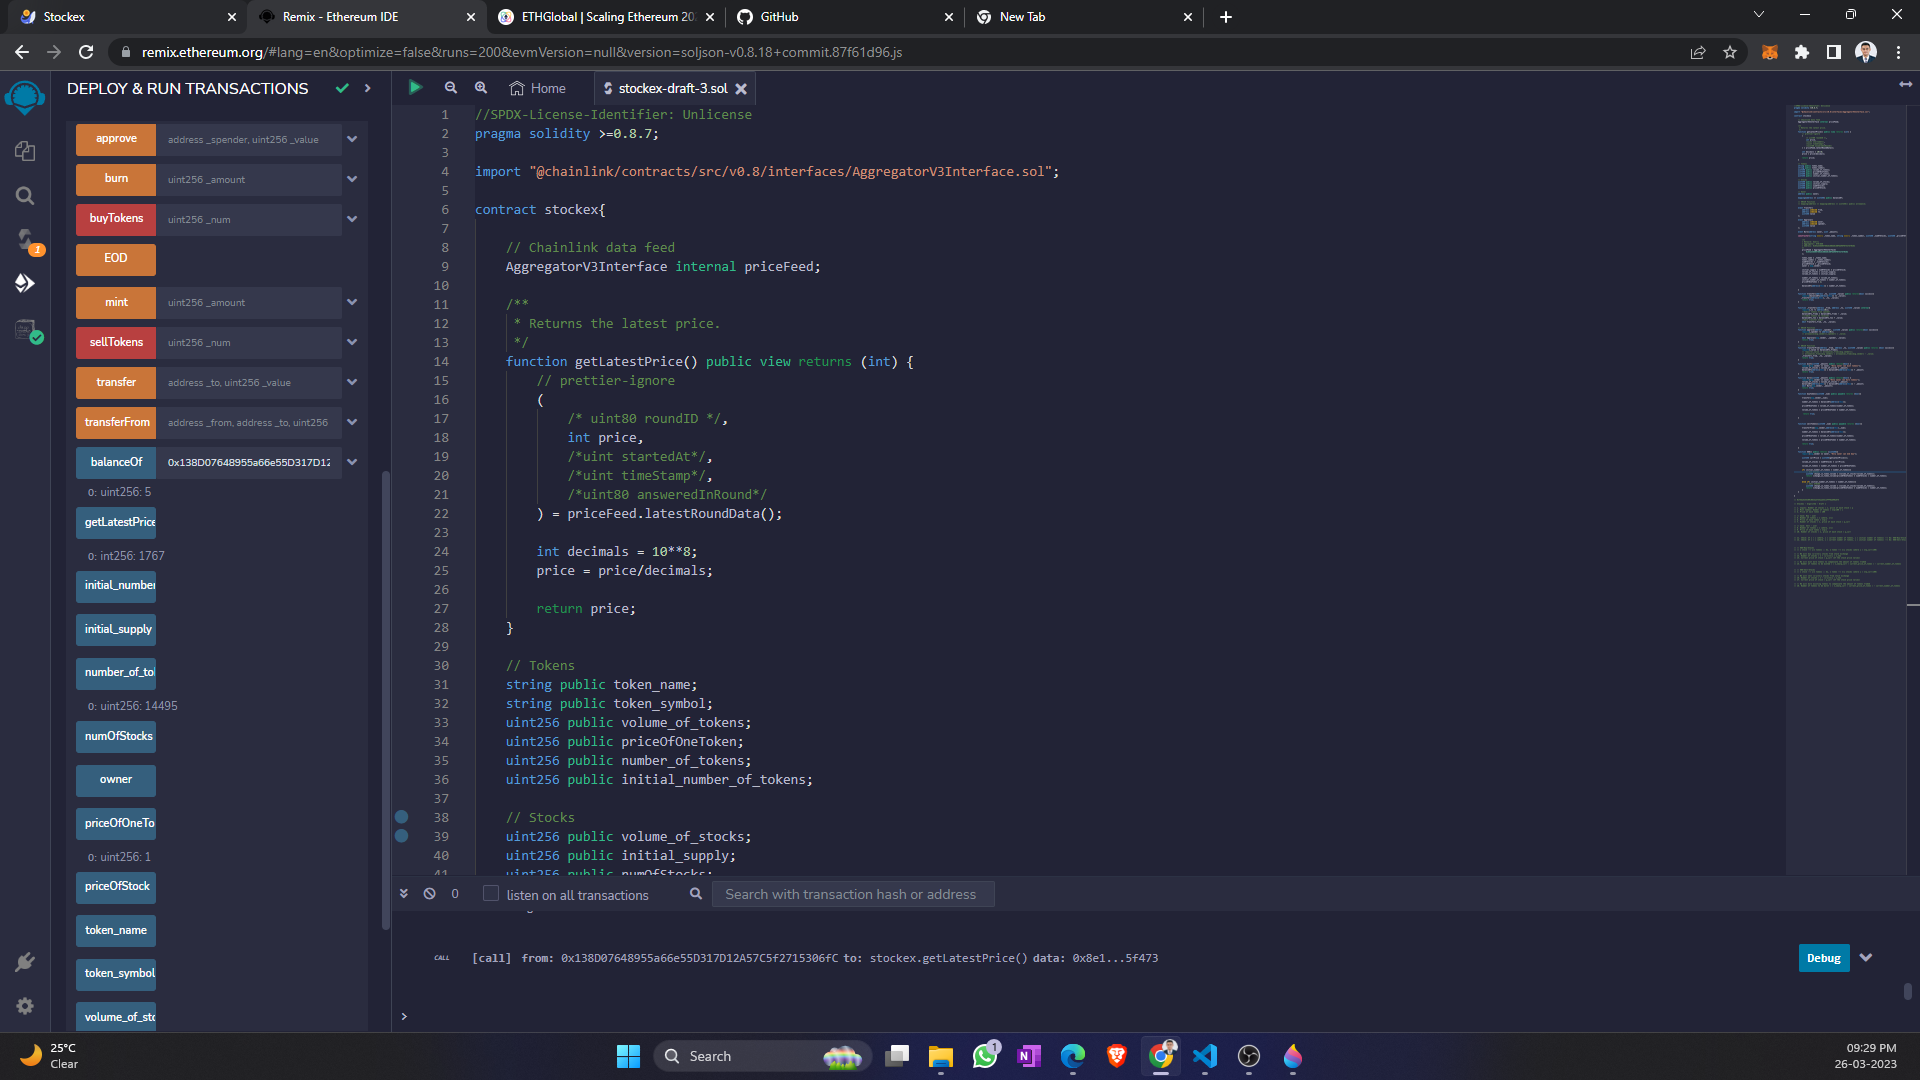 Stockex
Remix - Ethereum IDE
ETHGlobal | Scaling Ethereum 202
GitHub
New Tab
remix.ethereum.org/#lang=en&optimize=false&runs=200&evmVersion=null&version=soljson-v0.8.18+commit.87f61d96.js
DEPLOY & RUN TRANSACTIONS
Home
stockex-draft-3.sol
approve
address _spender, uint256 _value
burn
uint256 _amount
buyTokens
uint256 _num
EOD
mint
uint256 _amount
sellTokens
uint256 _num
transfer
address _to, uint256 _value
transferFrom
address _from, address _to, uint256
balanceOf
0x138D07648955a66e55D317D12
0: uint256: 5
getLatestPrice
0: int256: 1767
initial_number
initial_supply
number_of_to
0: uint256: 14495
numOfStocks
owner
priceOfOneTo
0: uint256: 1
priceOfStock
token_name
token_symbol
volume_of_sto
1
1 //SPDX-License-Identifier: Unlicense
2 pragma solidity >=0.8.7;
3
4 import "@chainlink/contracts/src/v0.8/interfaces/AggregatorV3Interface.sol";
5
6 contract stockex{
7
8 // Chainlink data feed
9 AggregatorV3Interface internal priceFeed;
10
11 /**
12 * Returns the latest price.
13 */
14 function getLatestPrice() public view returns (int) {
15 // prettier-ignore
16 (
17 /* uint80 roundID */,
18 int price,
19 /*uint startedAt*/,
20 /*uint timeStamp*/,
21 /*uint80 answeredInRound*/
22 ) = priceFeed.latestRoundData();
23
24 int decimals = 10**8;
25 price = price/decimals;
26
27 return price;
28 }
29
30 // Tokens
31 string public token_name;
32 string public token_symbol;
33 uint256 public volume_of_tokens;
34 uint256 public priceOfOneToken;
35 uint256 public number_of_tokens;
36 uint256 public initial_number_of_tokens;
37
38 // Stocks
39 uint256 public volume_of_stocks;
40 uint256 public initial_supply;
41 uint256 public numOfStocks;
0
listen on all transactions
Search with transaction hash or address
CALL
[call] from: 0x138D07648955a66e55D317D12A57C5f2715306fC to: stockex.getLatestPrice() data: 0x8e1...5f473
Debug
>
25°C
Clear
Search
1
09:29 PM
26-03-2023